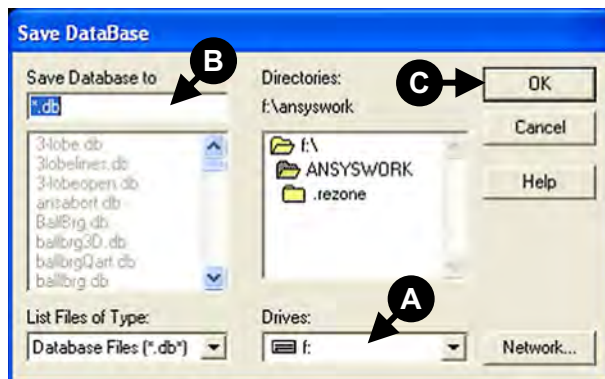 Save DataBase
Save Database to
*.db
3-lobe.db
3lobelines.db
3-lobeopen.db
ansabort.db
BallBrg.db
ballbrg3D.db
ballbrgQart.db
ballbrg.db
List Files of Type:
Database Files (*.db*)
B
Directories:
f:\ansyswork
f:\
ANSYSWORK
.rezone
Drives:
f:
A
C
OK
Cancel
Help
Network...